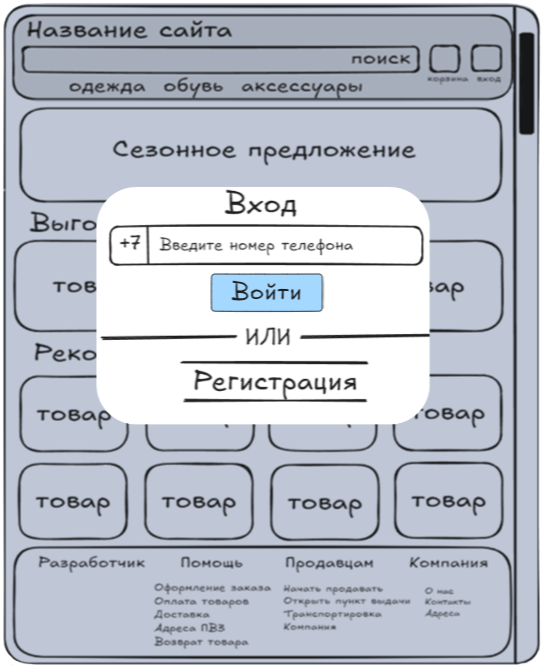 Название сайта
поиск
корзина вход
одежда обувь аксессуары
Сезонное предложение
Выго
тов вар
Вход
+7 Введите номер телефона
Войти
ИЛИ
Регистрация
Реко
товар товар
товар товар товар товар
Разработчик Помощь Продавцам Компания
Оформление заказа Начать продавать О нас
Оплата товаров Открыть пункт выдачи Контакты
Доставка Транспортировка Адреса
Адреса ПВЗ Компания
Возврат товара